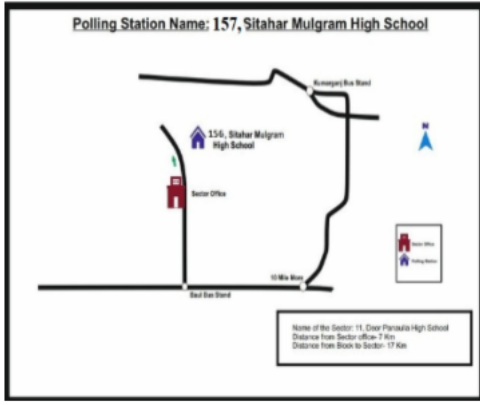 Polling Station Name: 157, Sitahar Mulgram High School
Kumarganj Bus Stand
N
156, Sitahar Mulgram
High School
Sector Office
Sector Office
Polling Station
10 Mile More
Baul Bus Stand
Name of the Sector: 11, Door Panaulla High School
Distance from Sector office- 7 Km
Distance from Block to Sector- 17 Km